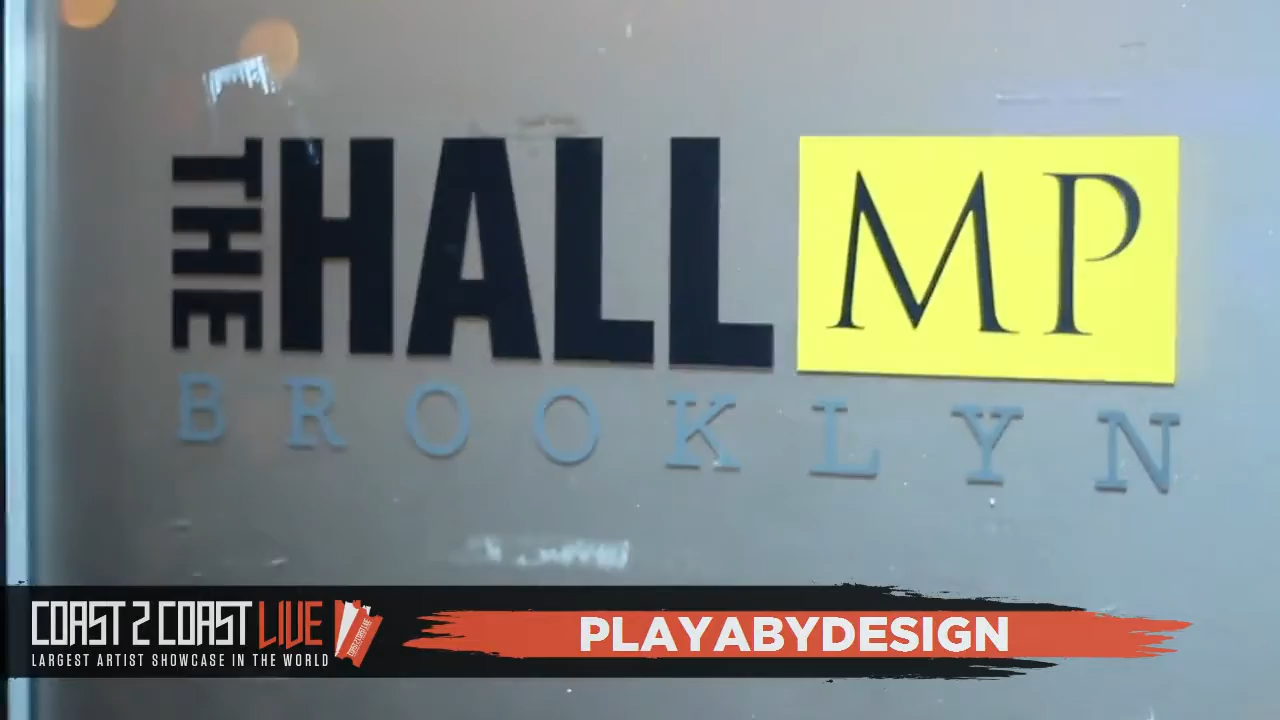 THE HALL MP
BROOKLYN
COAST 2 COAST LIVE
LARGEST ARTIST SHOWCASE IN THE WORLD
PLAYABYDESIGN